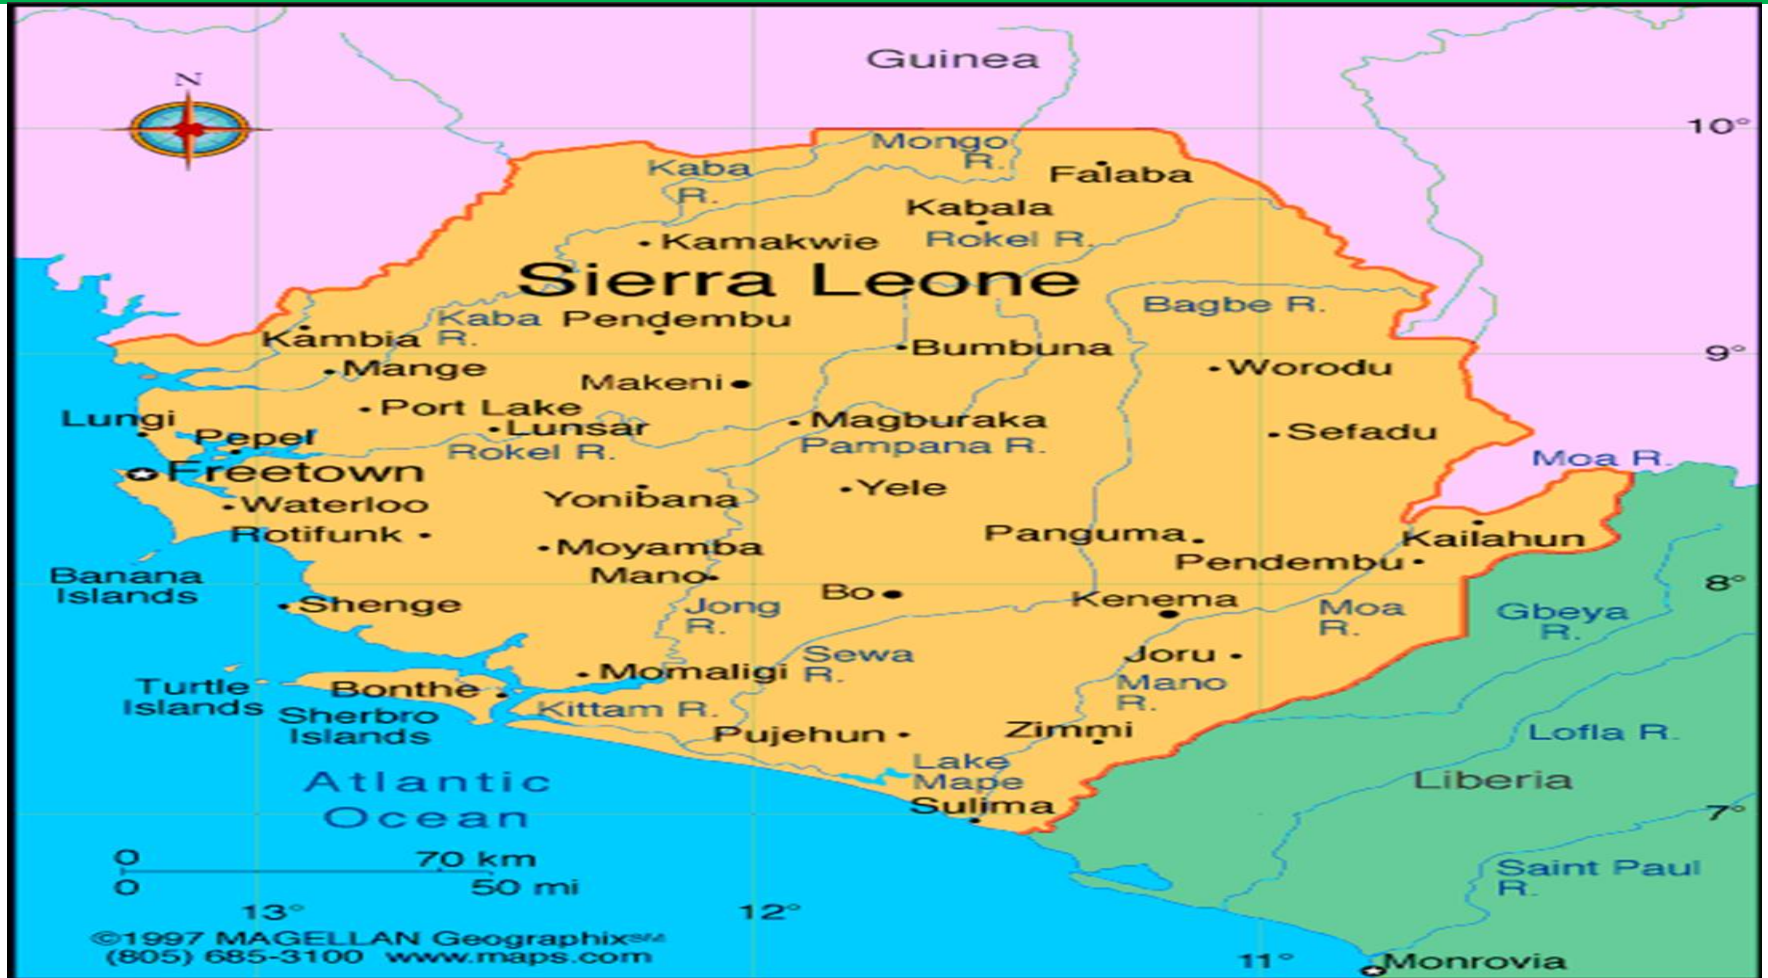 Guinea
N
10°
Mongo
R.
Kaba
R.
Falaba
Kabala
Rokel R.
Kamakwie
Sierra Leone
Bagbe R.
Kaba
R.
Pendembu
Kambia
Bumbuna
9°
Mange
Worodu
Makeni
Port Lake
Lungi
Magburaka
Lunsar
Sefadu
Pepel
Rokel R.
Pampana R.
Moa R.
Freetown
Yele
Yonibana
Waterloo
Rotifunk
Panguma
Kailahun
Moyamba
Pendembu
Mano
Banana
Islands
8°
Bo
Kenema
Shenge
Jong
R.
Moa
R.
Gbeya
R.
Sewa
R.
Joru
Momaligi
Mano
R.
Turtle
Islands
Bonthe
Kittam R.
Sherbro
Islands
Pujehun
Zimmi
Lofla R.
Lake
Mape
Liberia
Atlantic
Ocean
Sulima
7°
0
70 km
0
50 mi
Saint Paul
R.
13°
12°
11°
©1997 MAGELLAN Geographix℠
(805) 685-3100 www.maps.com
Monrovia